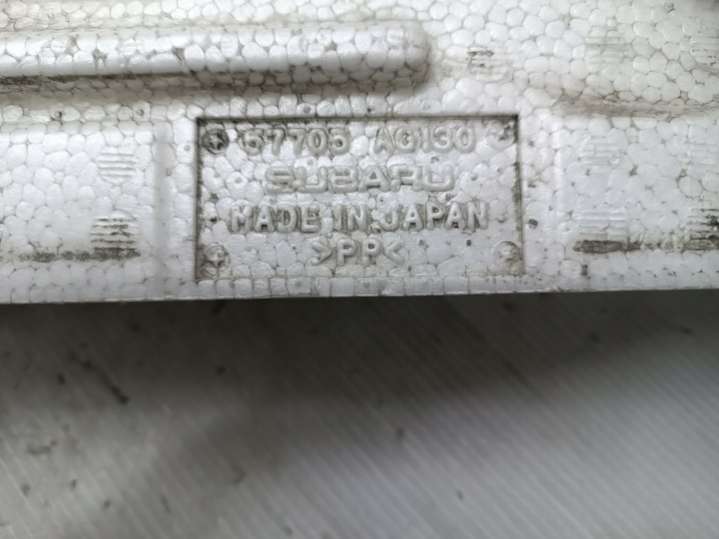 57705 AG130
SUBARU
MADE IN JAPAN
>PP<